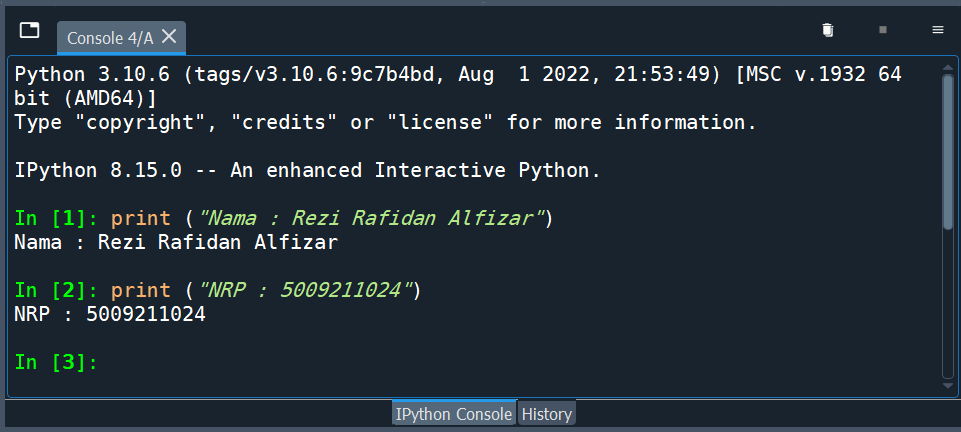 Console 4/A
Python 3.10.6 (tags/v3.10.6:9c7b4bd, Aug  1 2022, 21:53:49) [MSC v.1932 64
bit (AMD64)]
Type "copyright", "credits" or "license" for more information.
IPython 8.15.0 -- An enhanced Interactive Python.
In [1]: print ("Nama : Rezi Rafidan Alfizar")
Nama : Rezi Rafidan Alfizar
In [2]: print ("NRP : 5009211024")
NRP : 5009211024
In [3]:
IPython Console History